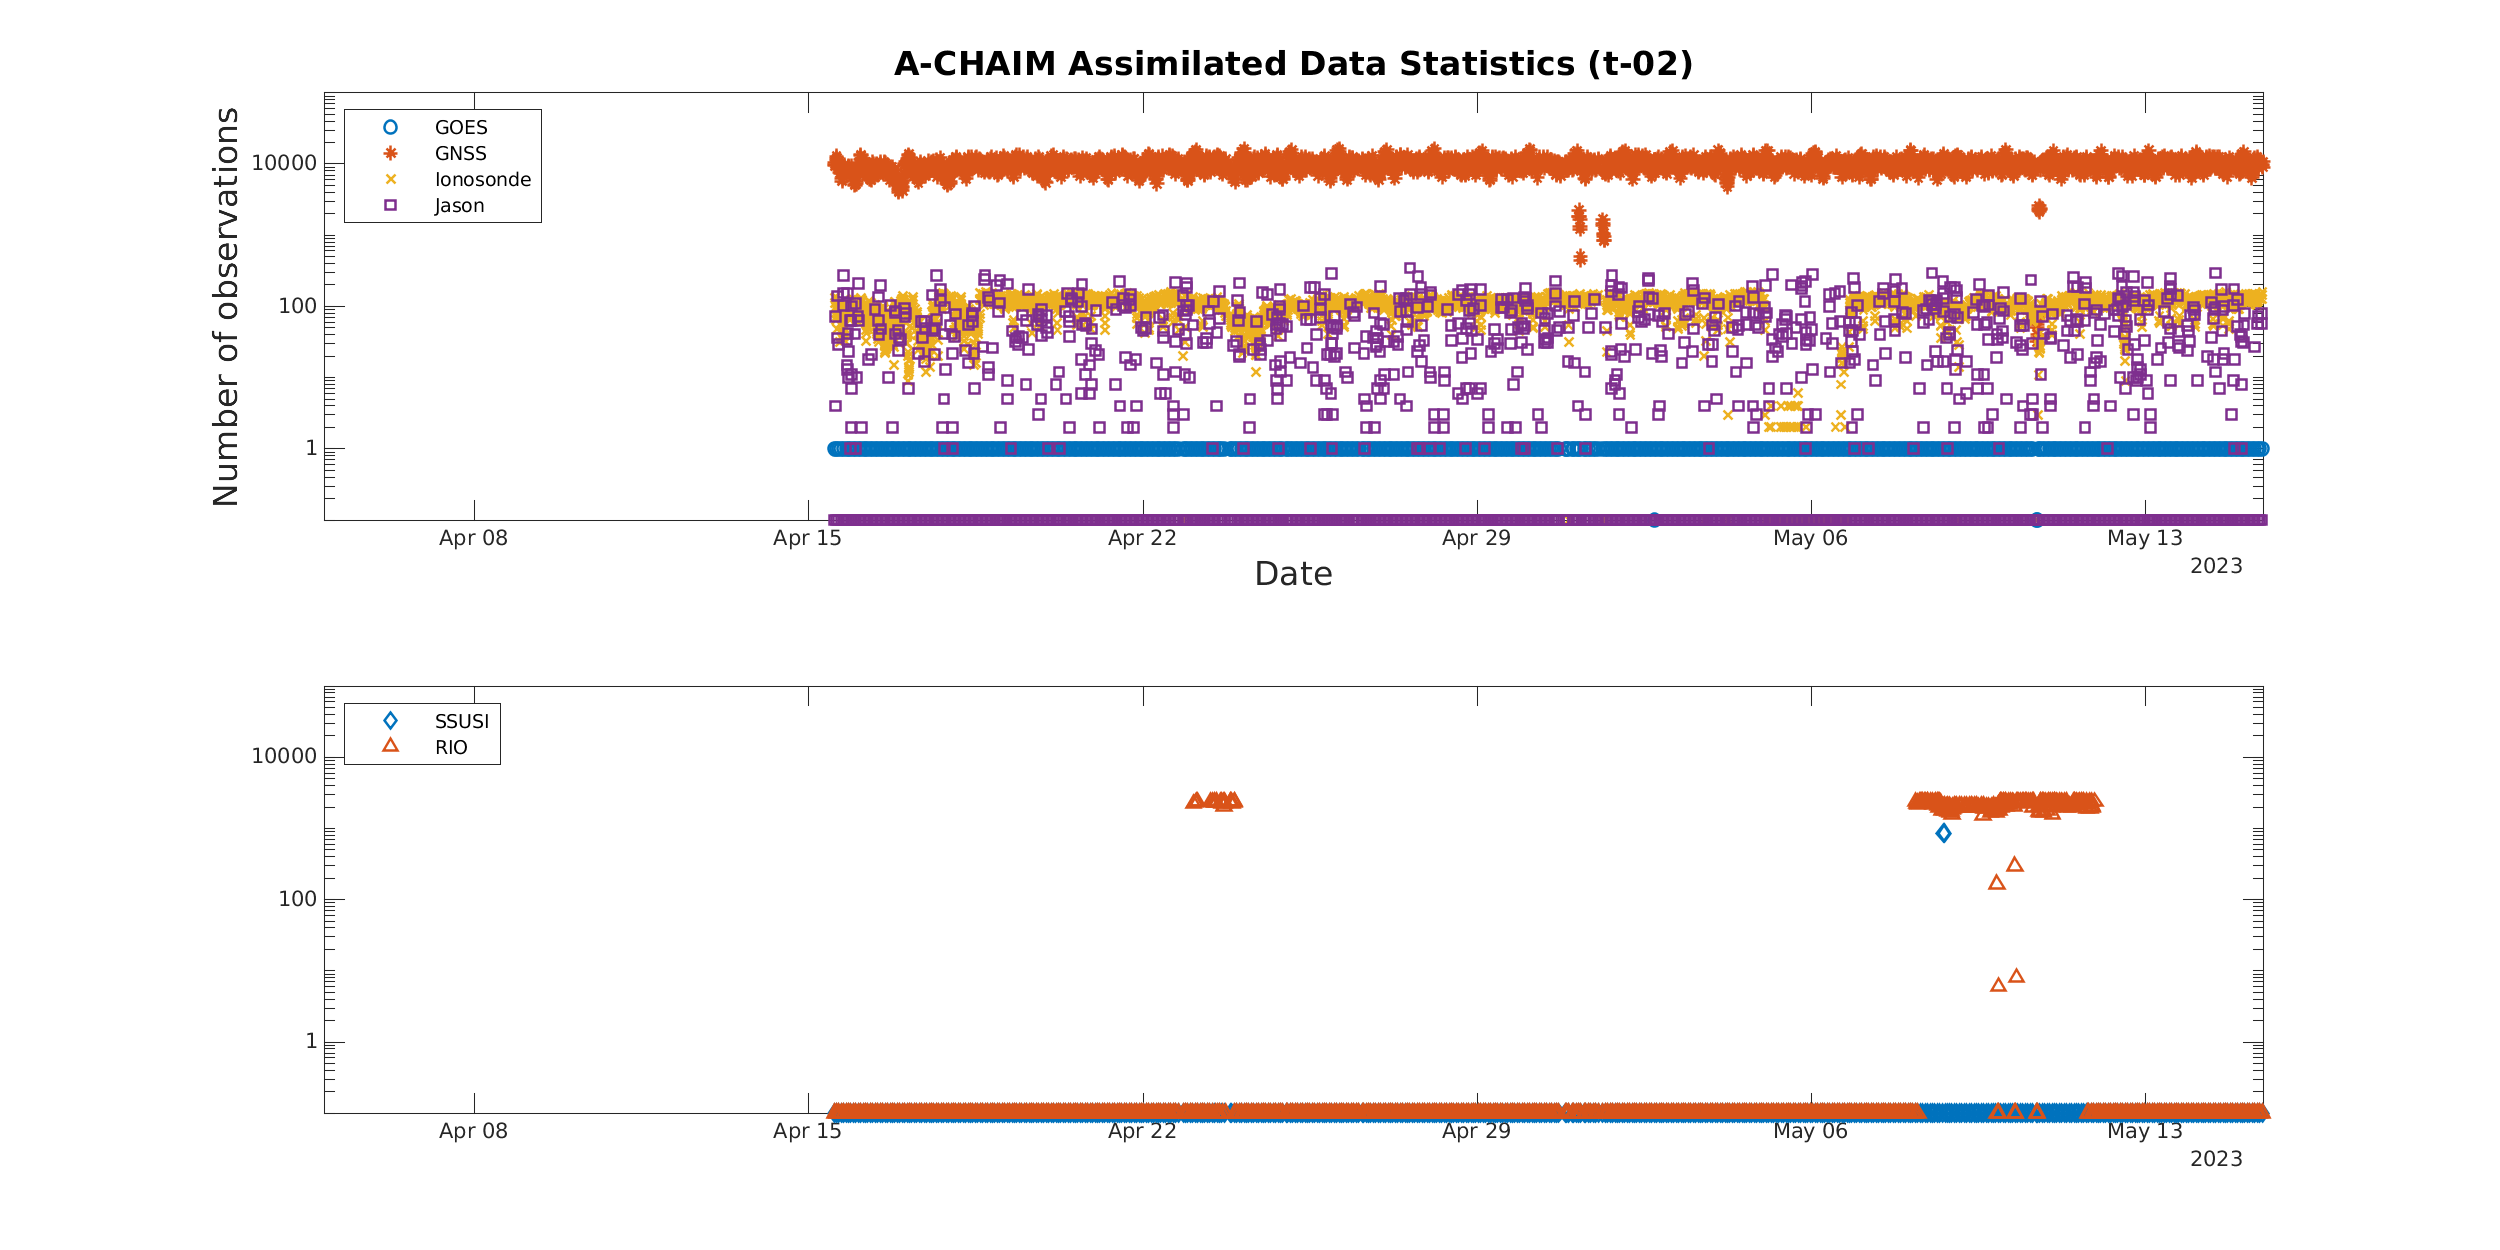 A-CHAIM Assimilated Data Statistics (t-02)
Number of observations
10000
100
1
GOES
GNSS
Ionosonde
Jason
Apr 08
Apr 15
Apr 22
Apr 29
May 06
May 13
2023
Date
10000
100
1
SSUSI
RIO
Apr 08
Apr 15
Apr 22
Apr 29
May 06
May 13
2023